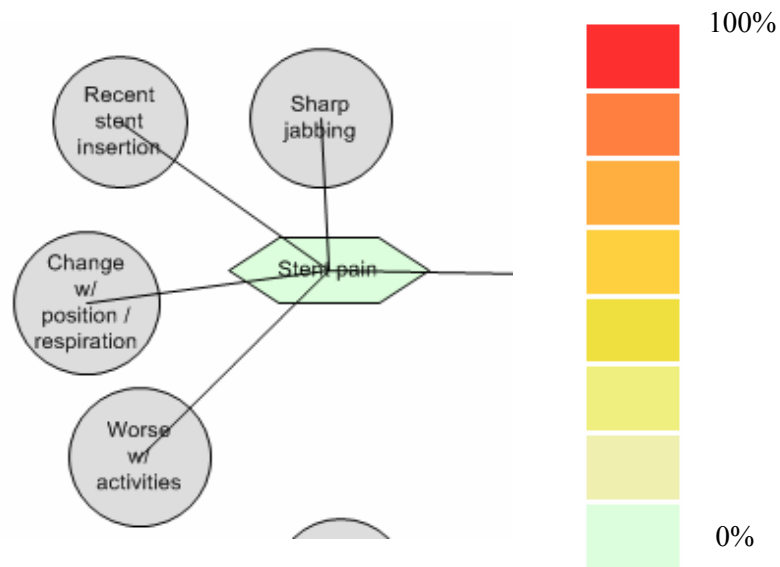 Recent
stent
insertion
Sharp
jabbing
Change
w/
position /
respiration
Stent pain
Worse
w/
activities
100%
0%